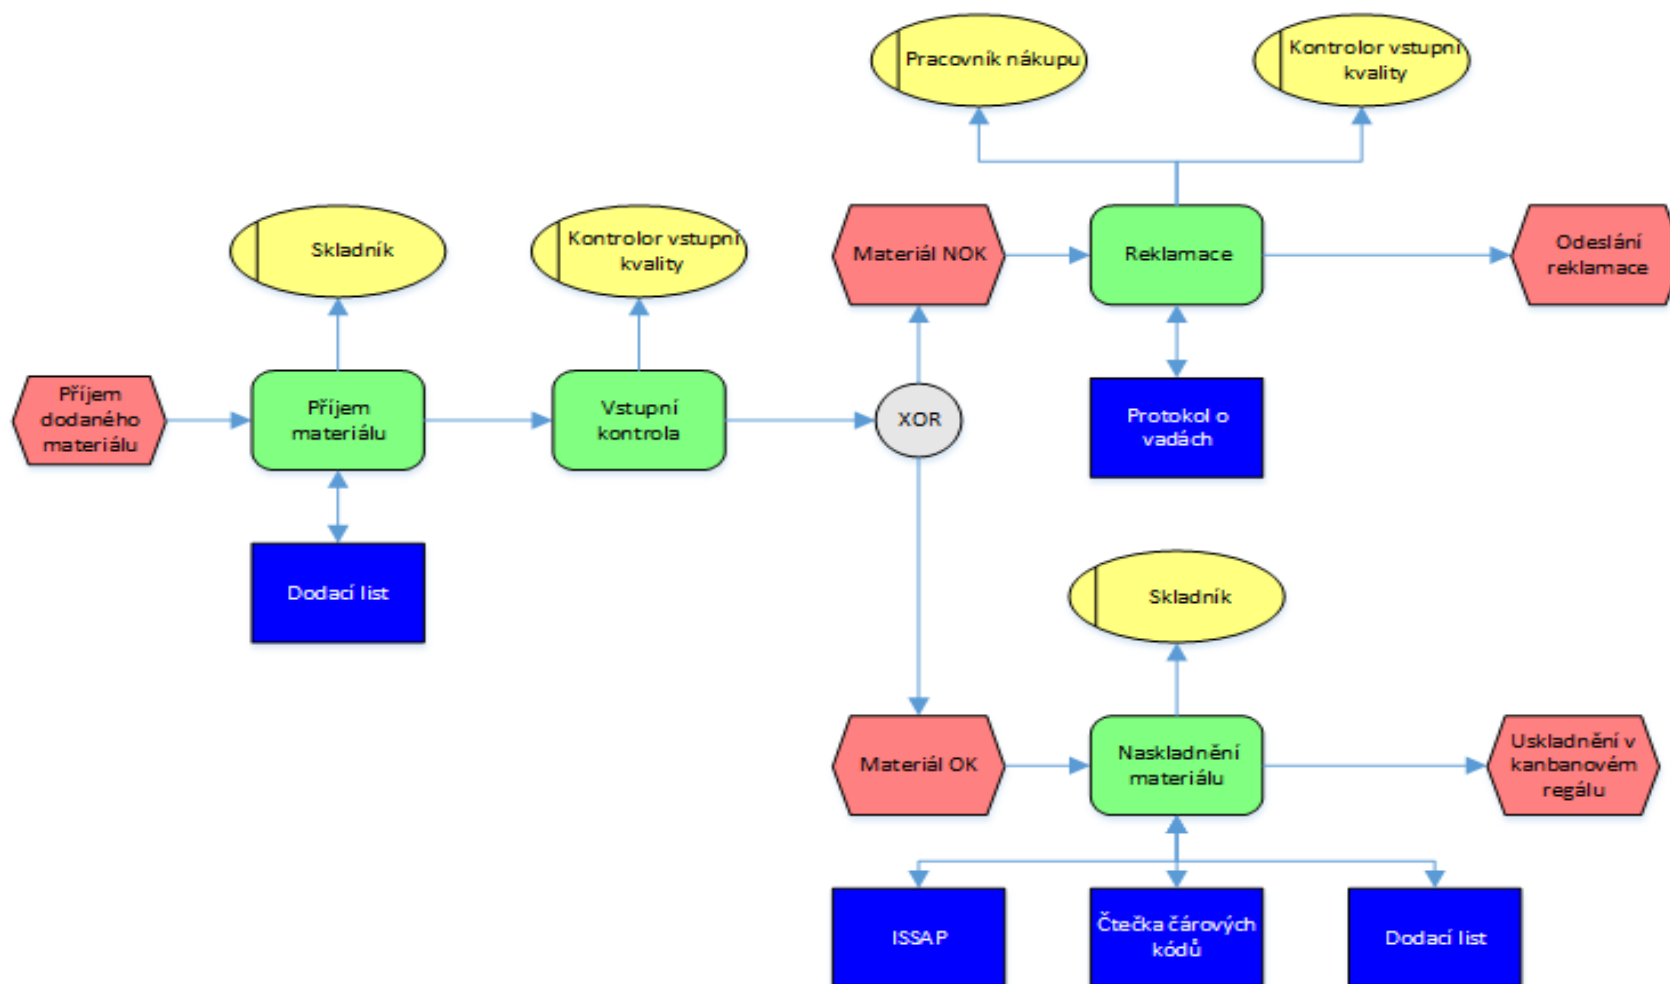 Pracovník nákupu
Kontrolor vstupní
kvality
Skladník
Kontrolor vstupní
kvality
Materiál NOK
Reklamace
Odeslání
reklamace
Příjem
dodaného
materiálu
Příjem
materiálu
Vstupní
kontrola
XOR
Protokol o
vadách
Dodací list
Skladník
Materiál OK
Naskladnění
materiálu
Uskladnění v
kanbanovém
regálu
ISSAP
Čtečka čárových
kódů
Dodací list